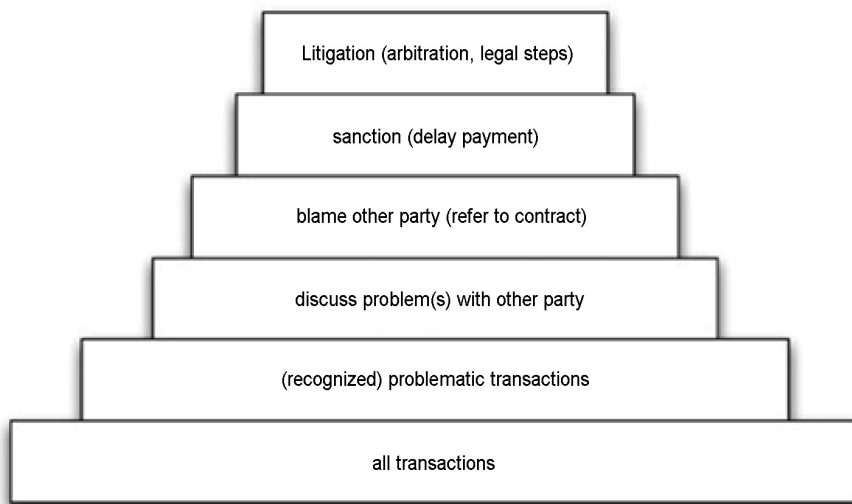 Litigation (arbitration, legal steps)
sanction (delay payment)
blame other party (refer to contract)
discuss problem(s) with other party
(recognized) problematic transactions
all transactions